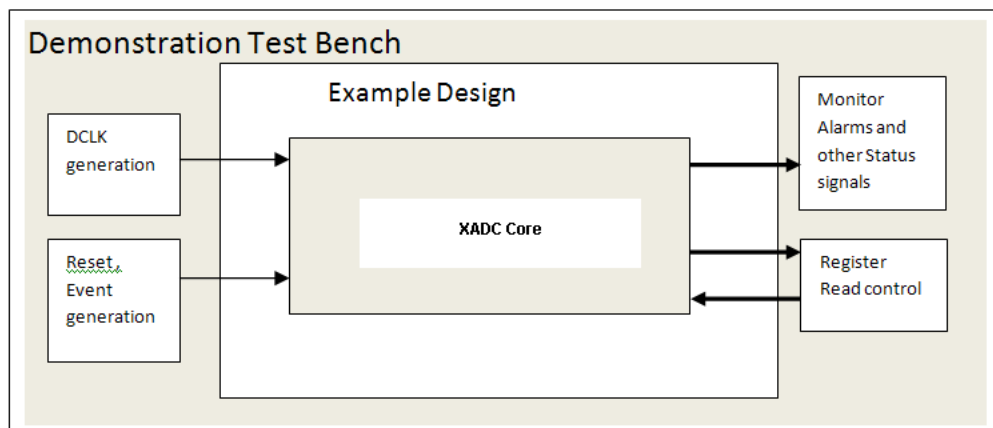 Demonstration Test Bench
Example Design
DCLK
generation
Reset,
Event
generation
XADC Core
Monitor
Alarms and
other Status
signals
Register
Read control